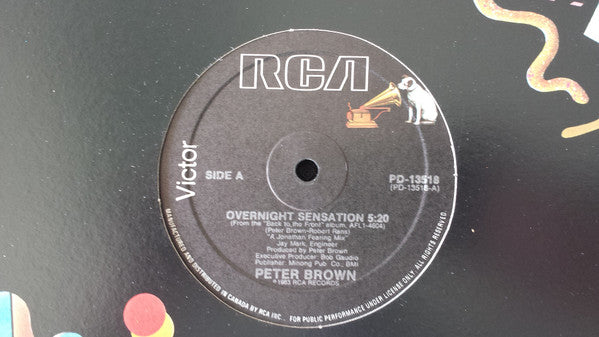 RCA
Victor
SIDE A
PD-13518
(PD-13518-A)
OVERNIGHT SENSATION 5:20
(From the "Back to the Front" album, AFL1-4604)
(Peter Brown-Robert Rans)
"A Jonathan Fearing Mix"
Jay Mark, Engineer
Produced by Peter Brown
Executive Producer: Bob Gaudio
Publisher: Minong Pub. Co., BMI
PETER BROWN
℗1983 RCA RECORDS
MANUFACTURED AND DISTRIBUTED IN CANADA BY RCA INC., FOR PUBLIC PERFORMANCE UNDER LICENSE ONLY. ALL RIGHTS RESERVED.